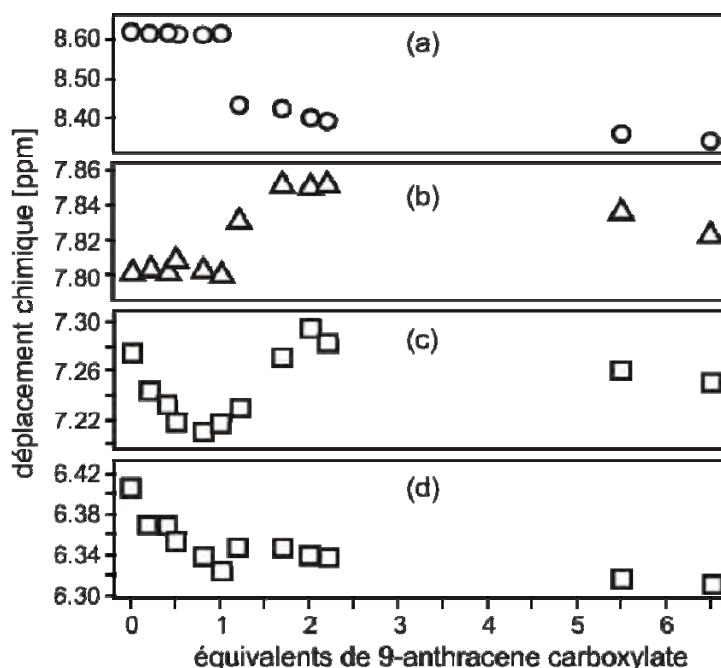 8.60
(a)
8.50
8.40
7.86
(b)
7.84
7.82
7.80
déplacement chimique [ppm]
7.30
(c)
7.26
7.22
6.42
(d)
6.38
6.34
6.30
0 1 2 3 4 5 6
équivalents de 9-anthracene carboxylate